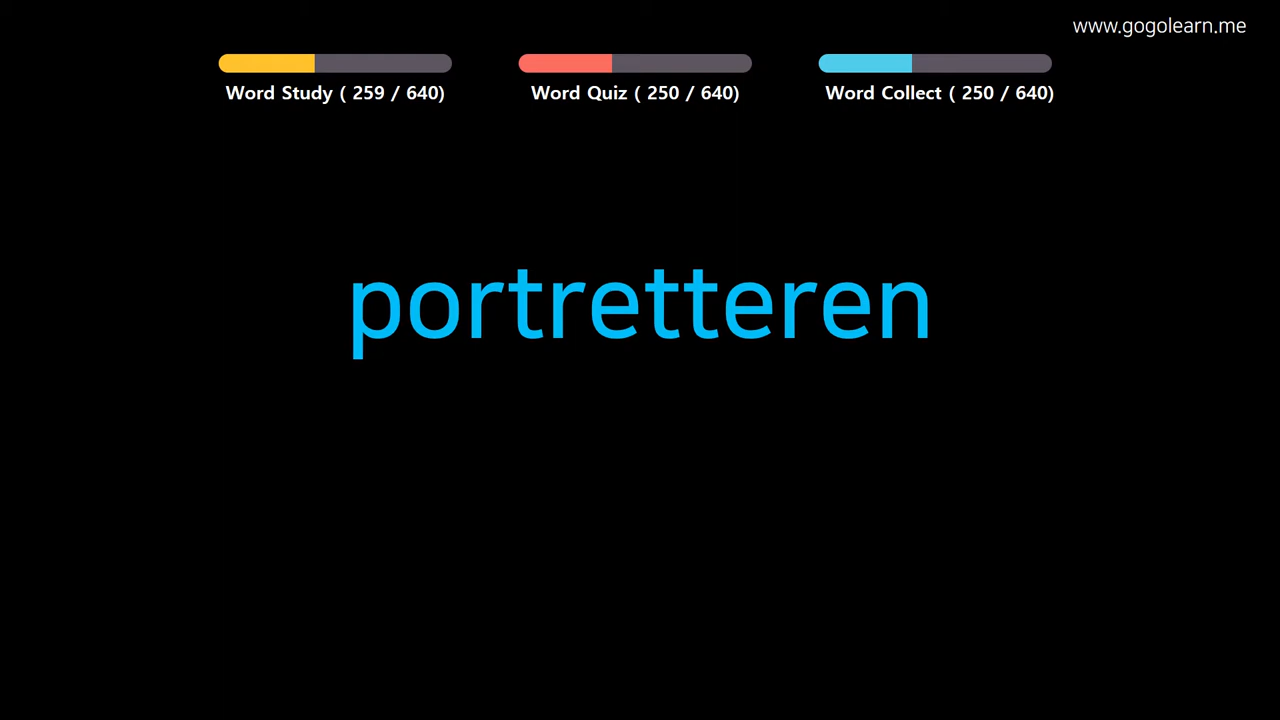 www.gogolearn.me
Word Study ( 259 / 640)
Word Quiz ( 250 / 640)
Word Collect ( 250 / 640)
portretteren